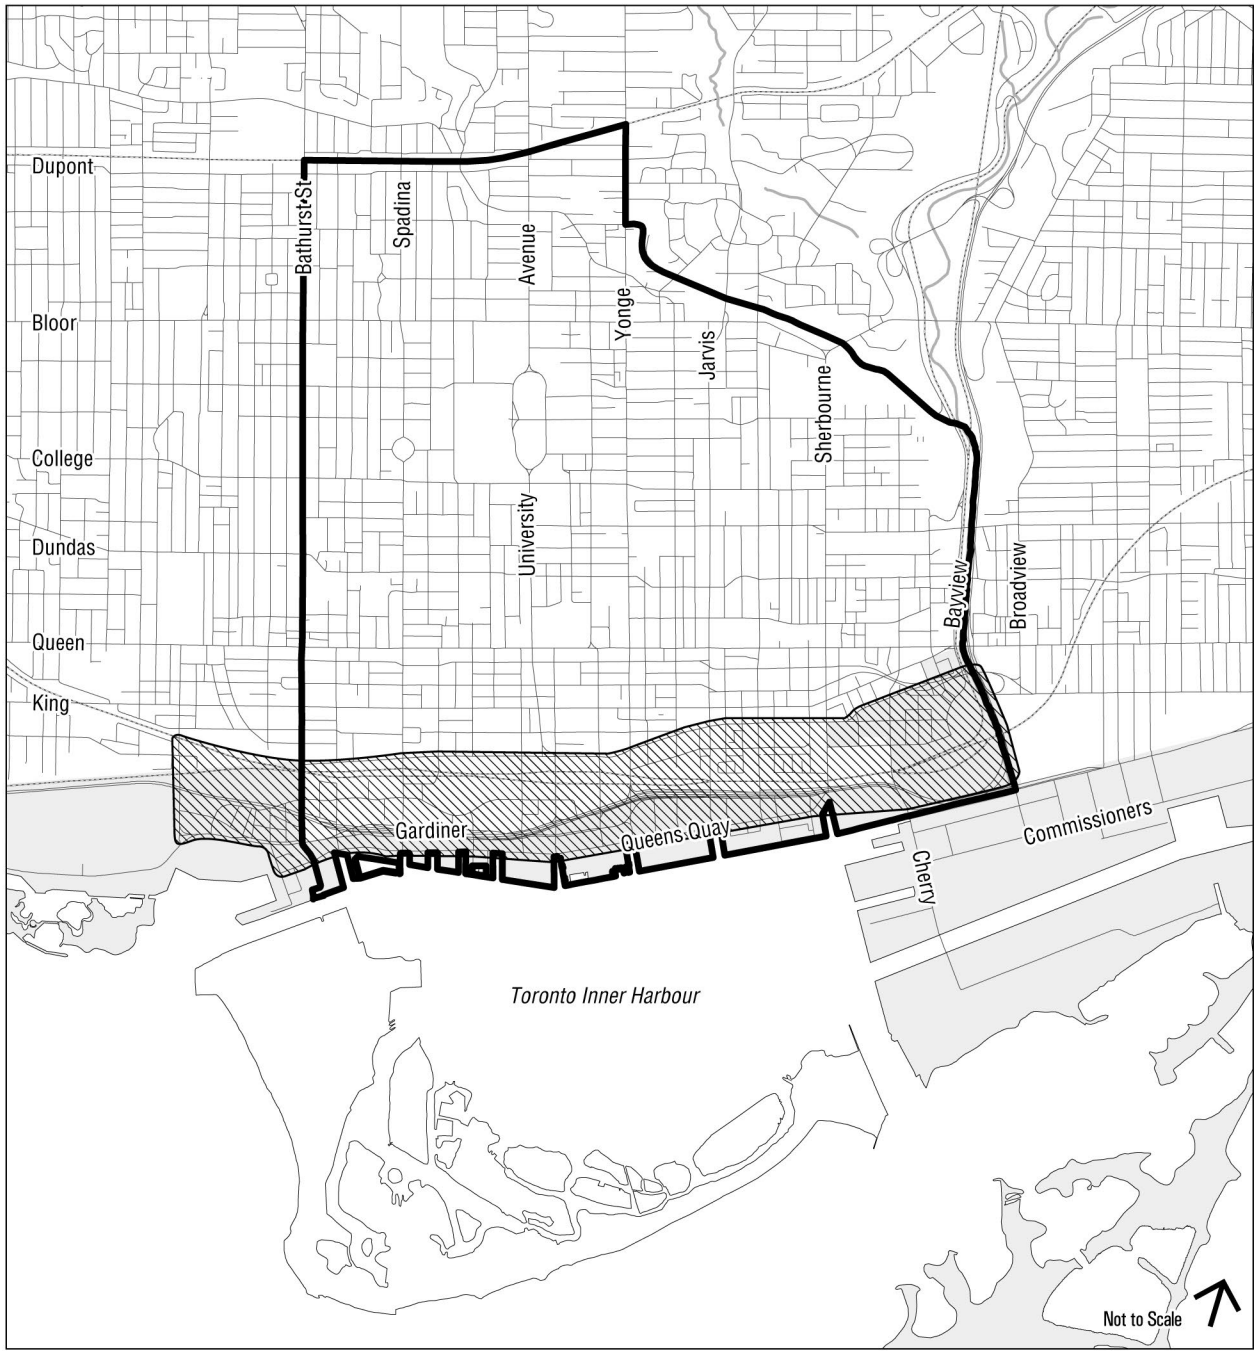 Dupont
Bathurst St
Spadina
Avenue
Yonge
Bloor
Jarvis
Sherbourne
College
University
Dundas
Bayview
Broadview
Queen
King
Gardiner
Queens Quay
Commissioners
Cherry
Toronto Inner Harbour
Not to Scale